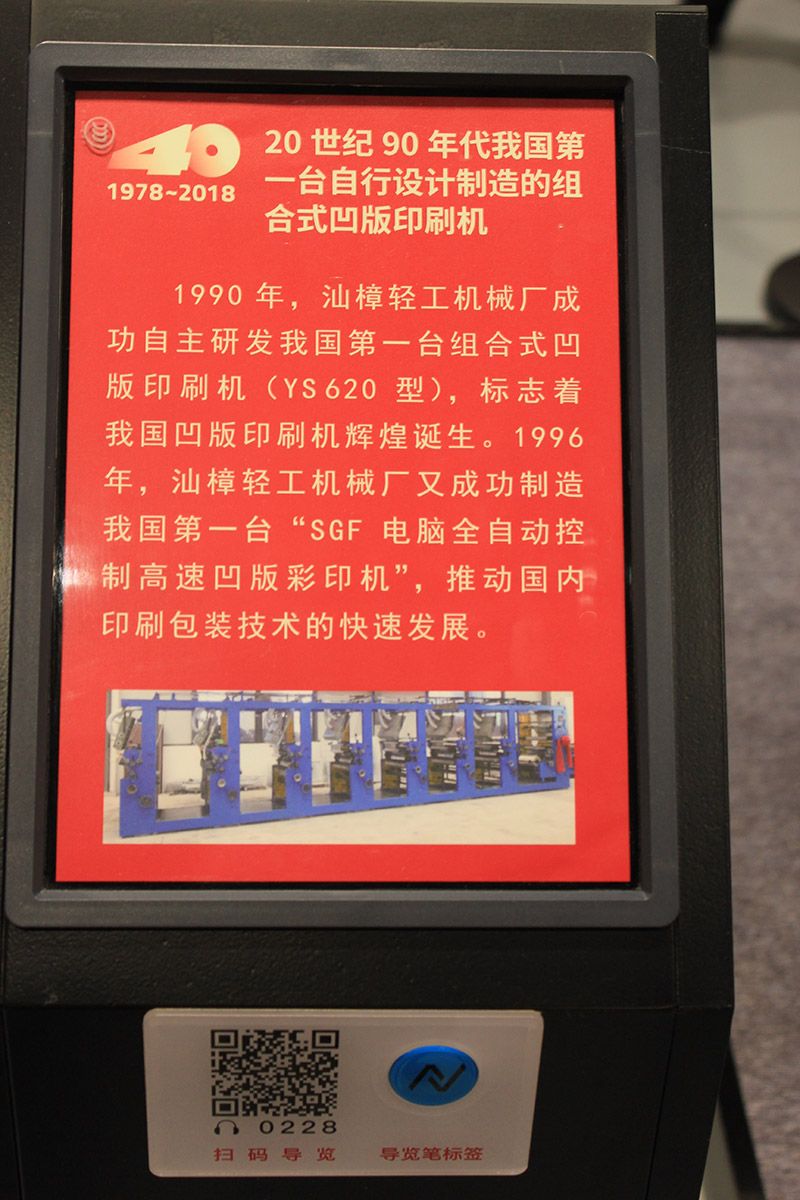 40
1978~2018
20 世纪 90 年代我国第
一台自行设计制造的组
合式凹版印刷机
1990 年，汕樟轻工机械厂成
功自主研发我国第一台组合式凹
版印刷机（YS620 型），标志着
我国凹版印刷机辉煌诞生。1996
年，汕樟轻工机械厂又成功制造
我国第一台“SGF 电脑全自动控
制高速凹版彩印机”，推动国内
印刷包装技术的快速发展。
0228
扫码导览
导览笔标签